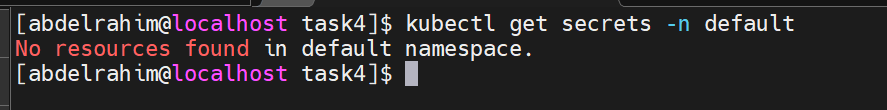 [abdelrahim@localhost task4]$ kubectl get secrets -n default
No resources found in default namespace.
[abdelrahim@localhost task4]$